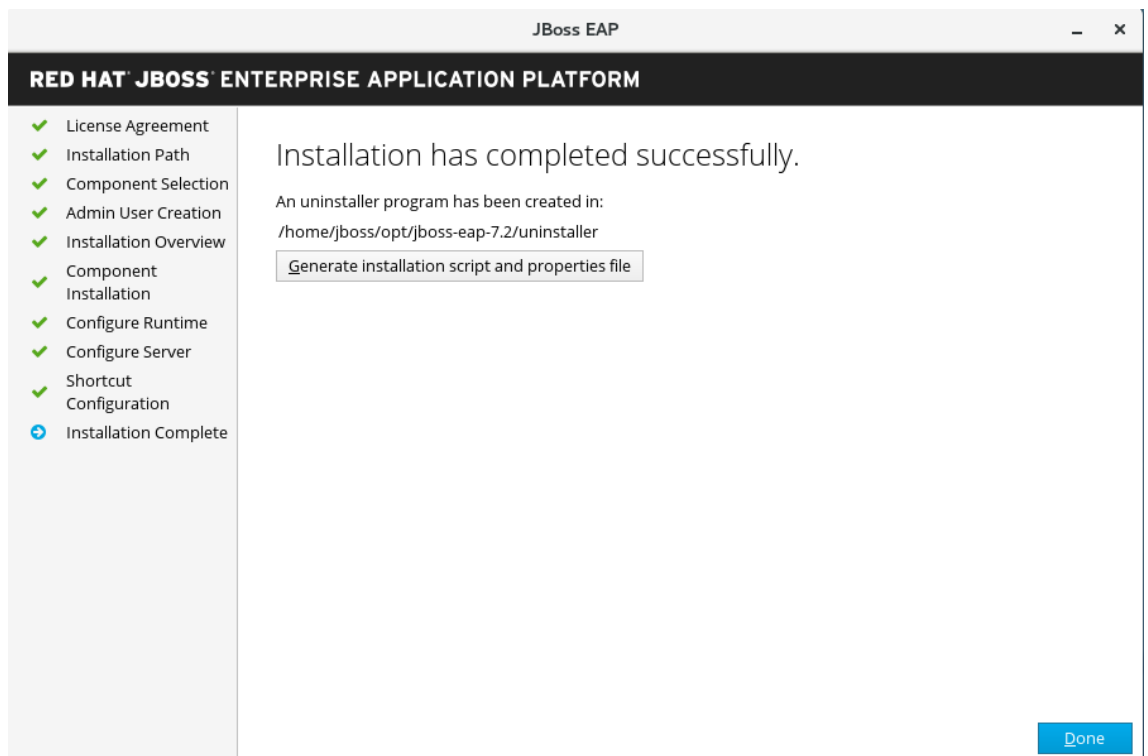 JBoss EAP
RED HAT® JBOSS® ENTERPRISE APPLICATION PLATFORM
License Agreement
Installation Path
Component Selection
Admin User Creation
Installation Overview
Component
Installation
Configure Runtime
Configure Server
Shortcut
Configuration
Installation Complete
Installation has completed successfully.
An uninstaller program has been created in:
/home/jboss/opt/jboss-eap-7.2/uninstaller
Generate installation script and properties file
Done